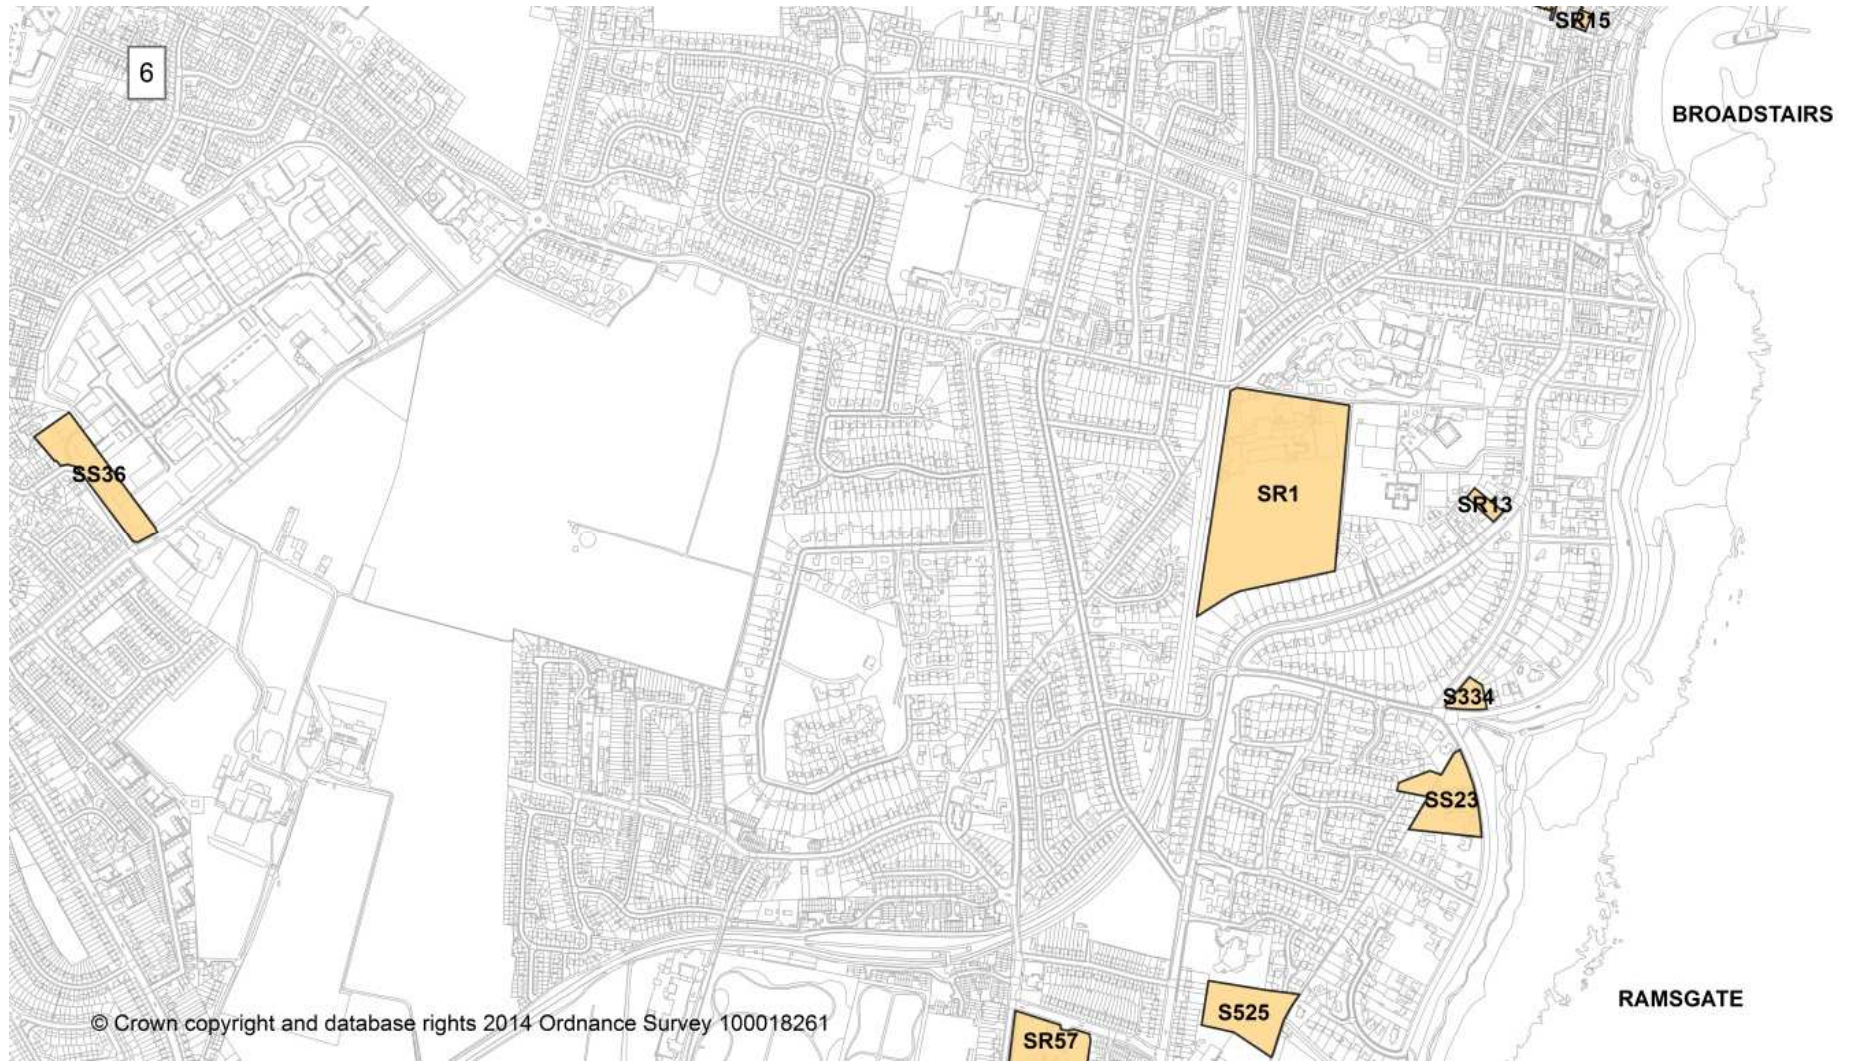 SR15
6
BROADSTAIRS
SS36
SR1
SR13
S334
SS23
RAMSGATE
S525
© Crown copyright and database rights 2014 Ordnance Survey 100018261
SR57